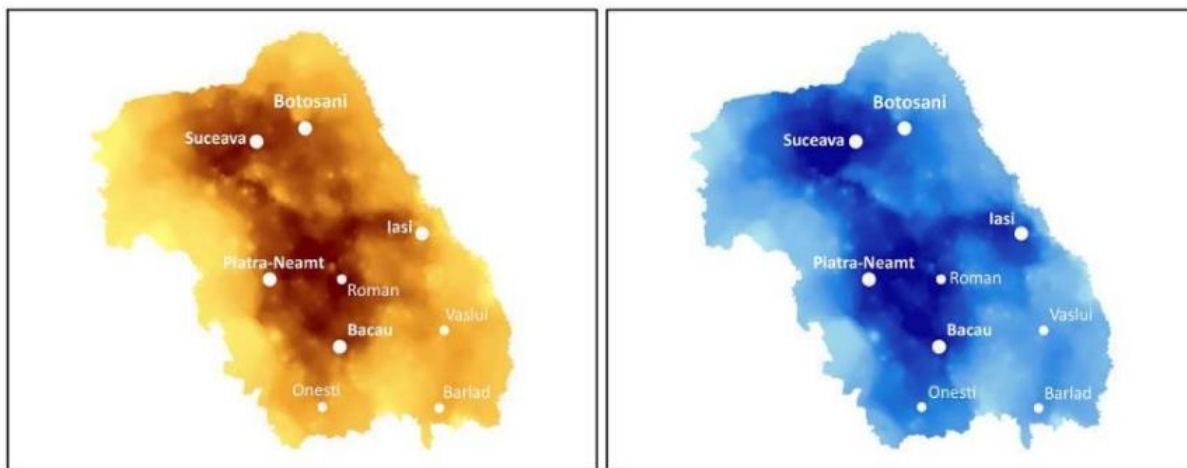 Botosani
Suceava
Iasi
Piatra-Neamt
Roman
Bacau
Vaslui
Onesti
Barlad
Botosani
Suceava
Iasi
Piatra-Neamt
Roman
Bacau
Vaslui
Onesti
Barlad